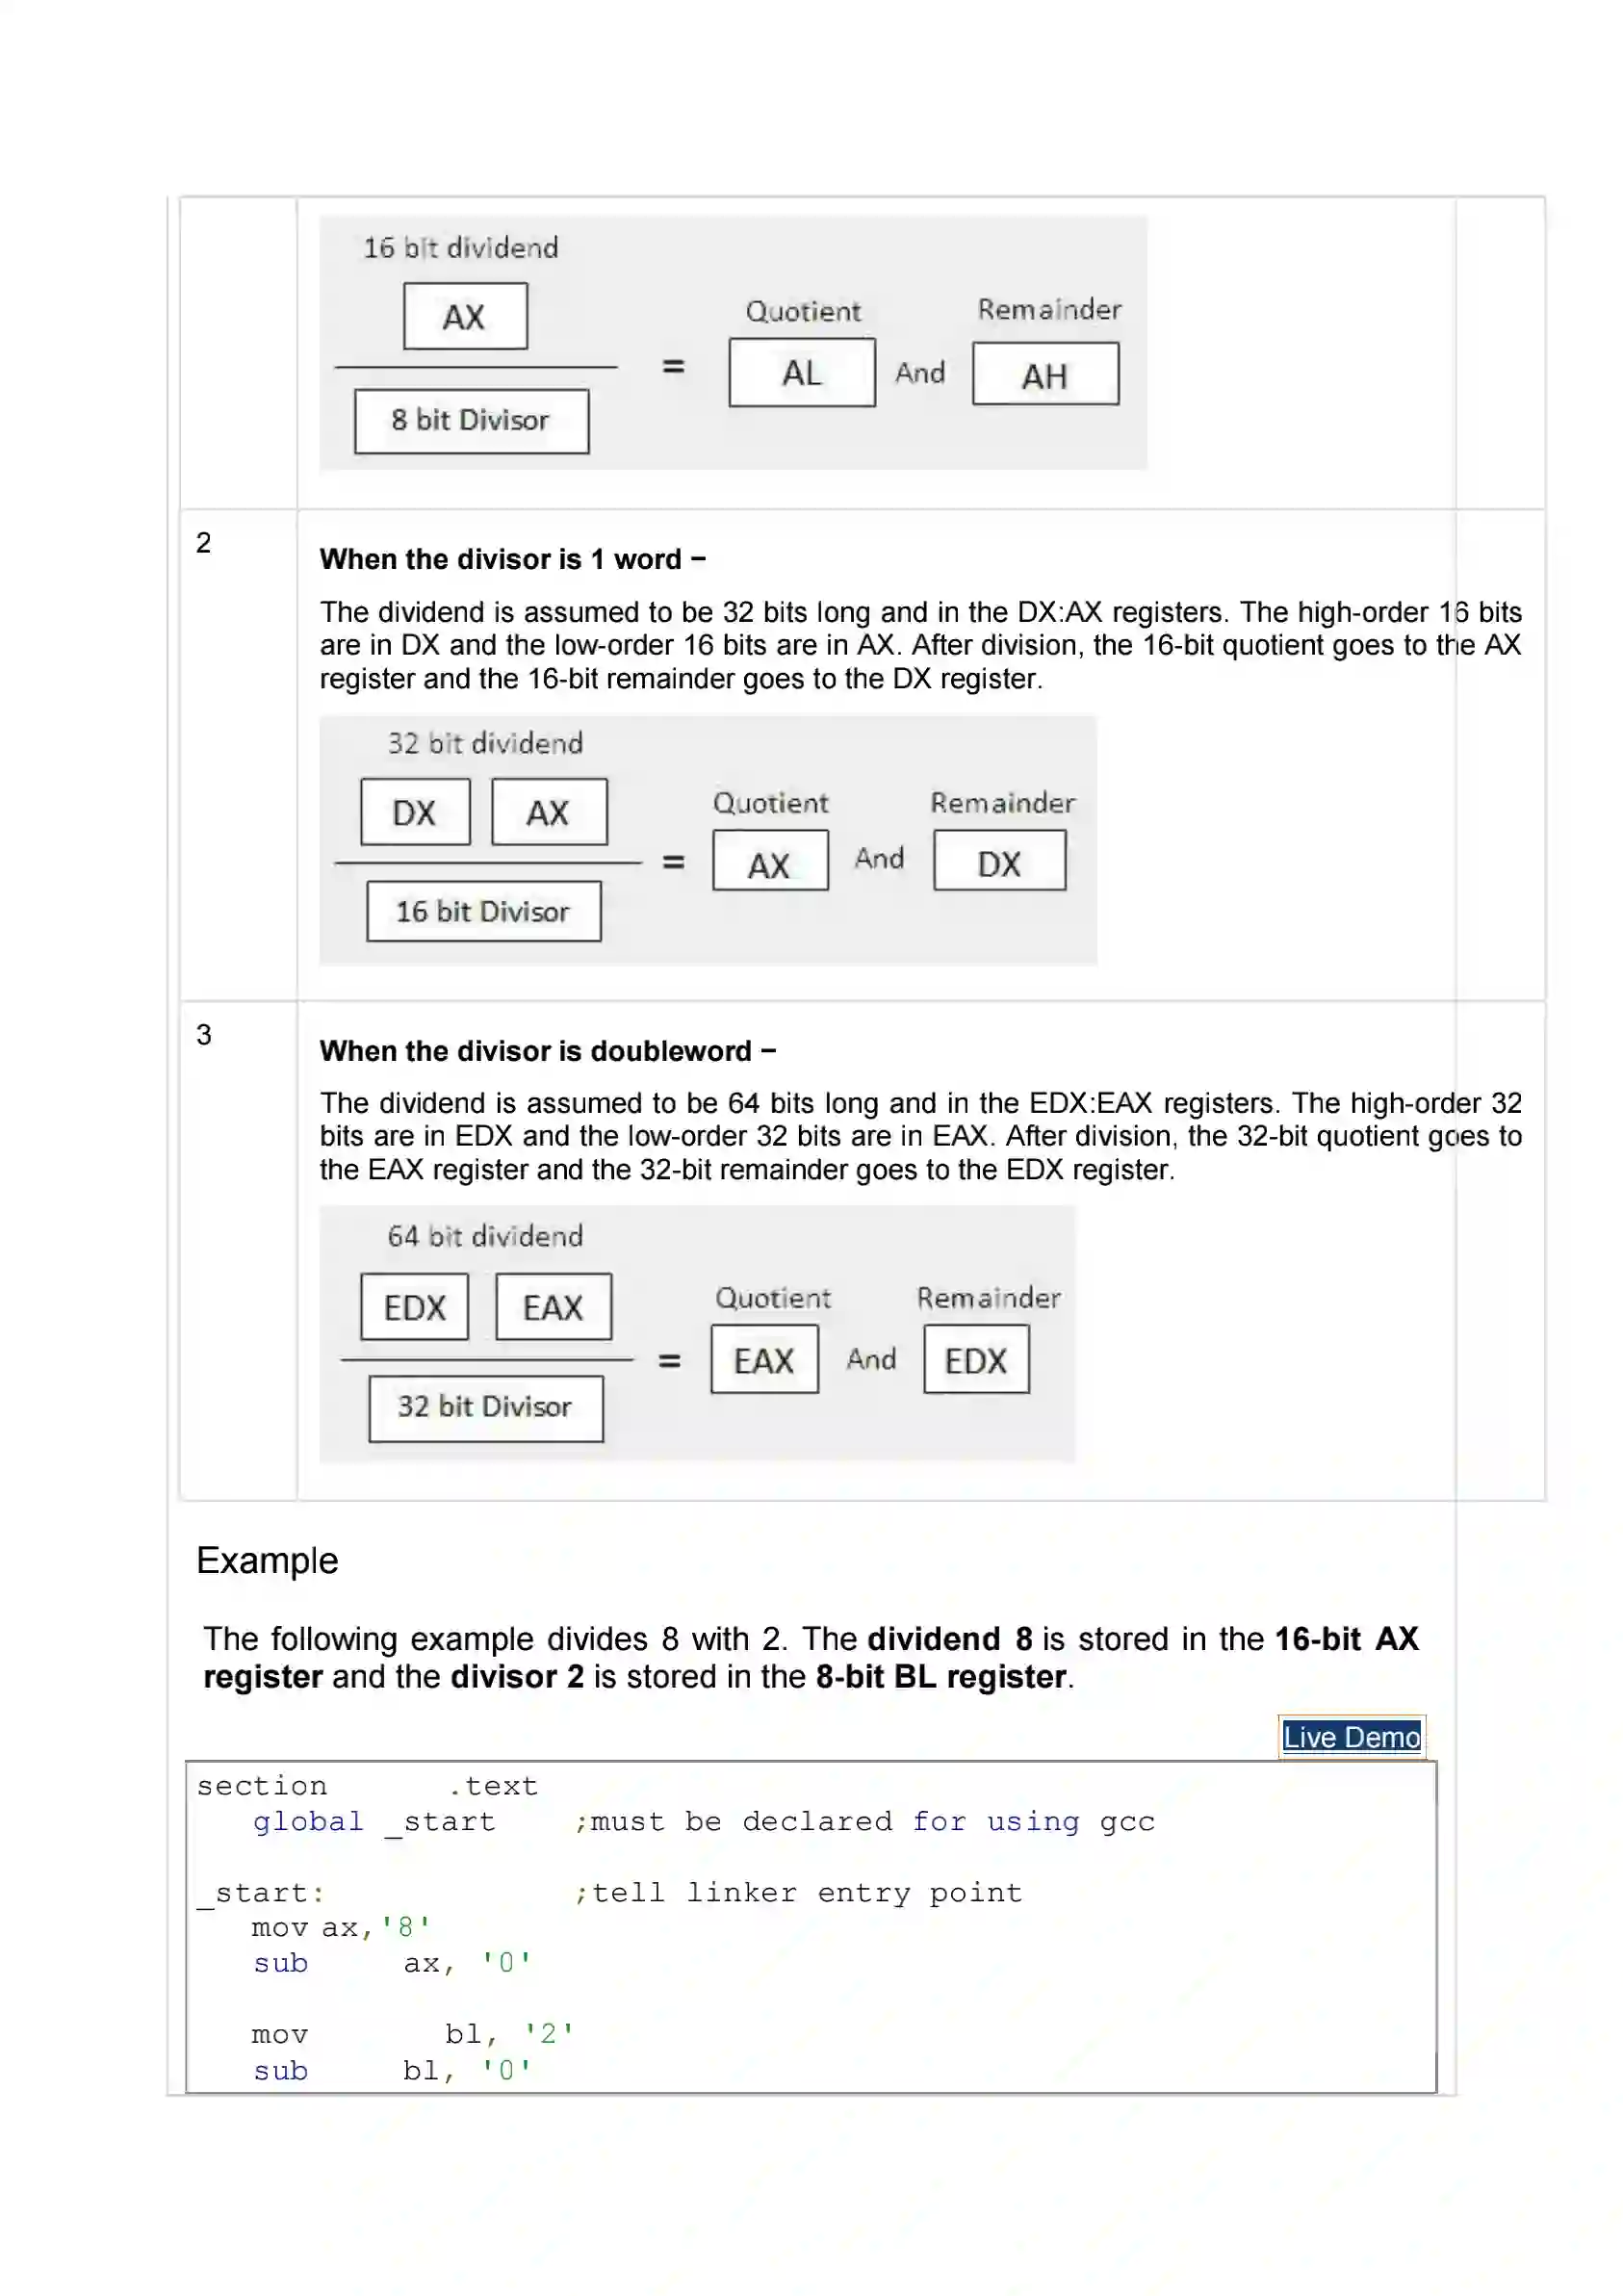 16 bit dividend
AX
Quotient
Remainder
=
AL
And
AH
8 bit Divisor
2
When the divisor is 1 word −
The dividend is assumed to be 32 bits long and in the DX:AX registers. The high-order 16 bits
are in DX and the low-order 16 bits are in AX. After division, the 16-bit quotient goes to the AX
register and the 16-bit remainder goes to the DX register.
32 bit dividend
DX
AX
Quotient
Remainder
=
AX
And
DX
16 bit Divisor
3
When the divisor is doubleword −
The dividend is assumed to be 64 bits long and in the EDX:EAX registers. The high-order 32
bits are in EDX and the low-order 32 bits are in EAX. After division, the 32-bit quotient goes to
the EAX register and the 32-bit remainder goes to the EDX register.
64 bit dividend
EDX
EAX
Quotient
Remainder
=
EAX
And
EDX
32 bit Divisor
Example
The following example divides 8 with 2. The dividend 8 is stored in the 16-bit AX
register and the divisor 2 is stored in the 8-bit BL register.
Live Demo
section .text
global _start ;must be declared for using gcc
_start: ;tell linker entry point
mov ax,'8'
sub ax, '0'
mov bl, '2'
sub bl, '0'